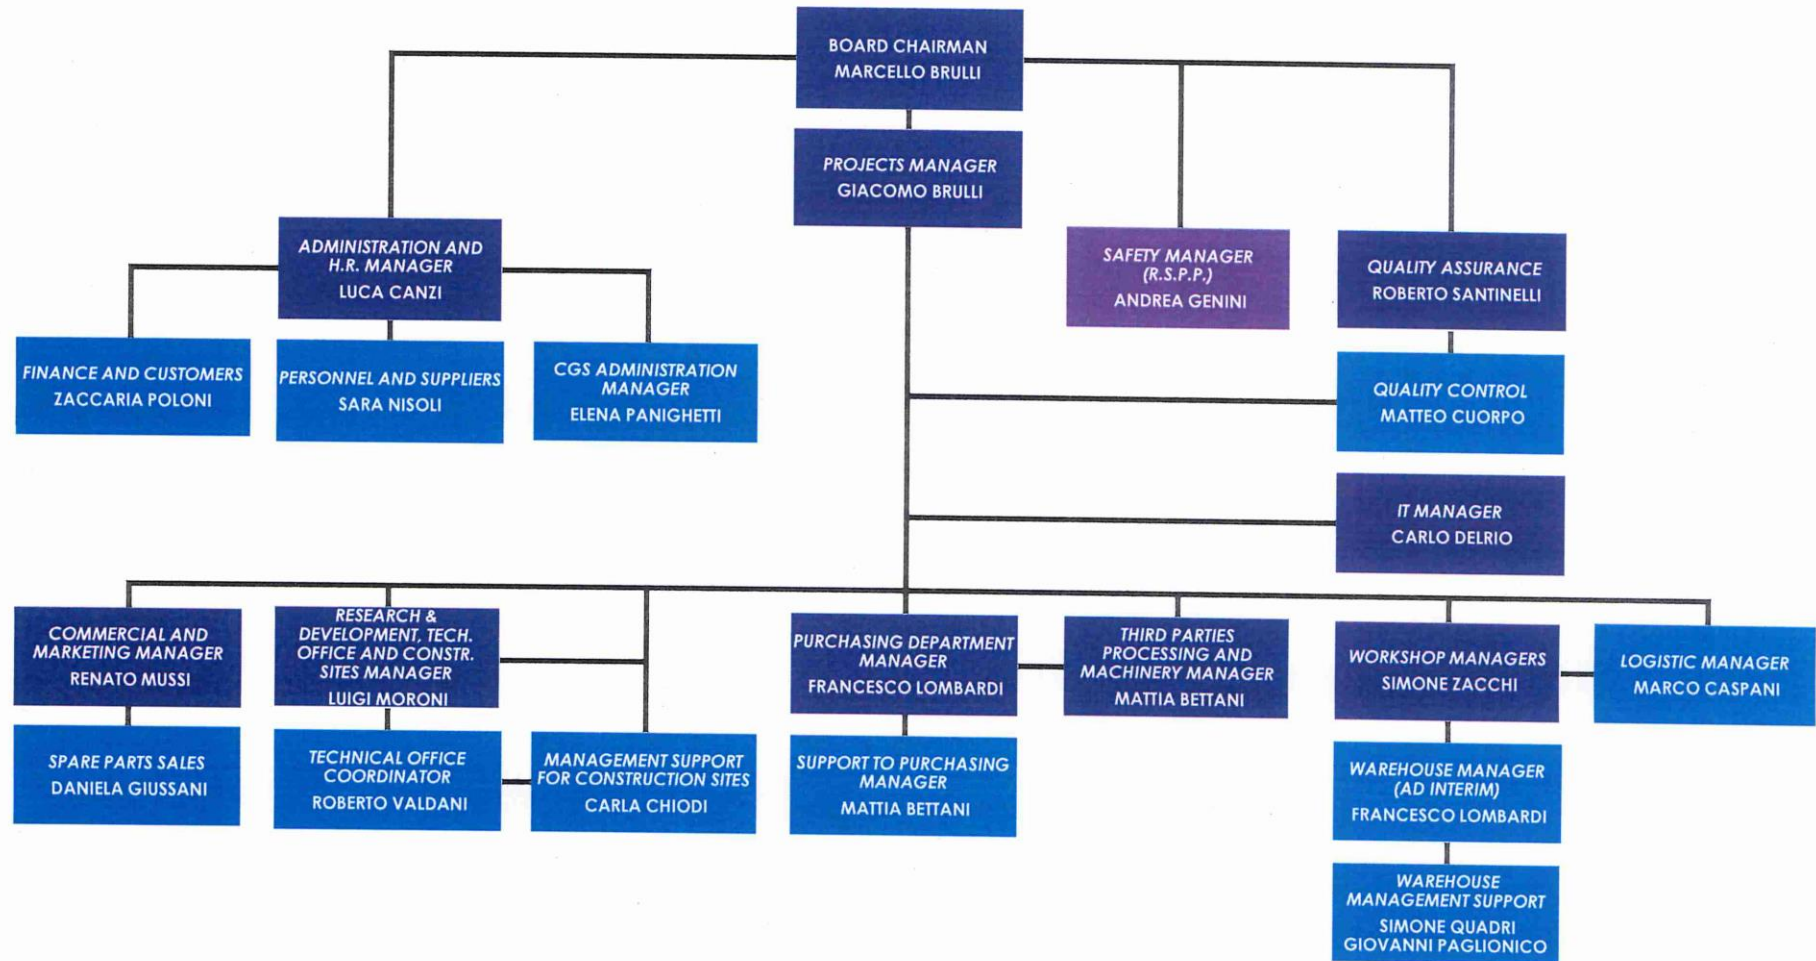 BOARD CHAIRMAN
MARCELLO BRULLI
PROJECTS MANAGER
GIACOMO BRULLI
ADMINISTRATION AND
H.R. MANAGER
LUCA CANZI
SAFETY MANAGER
(R.S.P.P.)
ANDREA GENINI
QUALITY ASSURANCE
ROBERTO SANTINELLI
FINANCE AND CUSTOMERS
ZACCARIA POLONI
PERSONNEL AND SUPPLIERS
SARA NISOLI
CGS ADMINISTRATION
MANAGER
ELENA PANIGHETTI
QUALITY CONTROL
MATTEO CUORPO
IT MANAGER
CARLO DELRIO
COMMERCIAL AND
MARKETING MANAGER
RENATO MUSSI
RESEARCH &
DEVELOPMENT, TECH.
OFFICE AND CONSTR.
SITES MANAGER
LUIGI MORONI
PURCHASING DEPARTMENT
MANAGER
FRANCESCO LOMBARDI
THIRD PARTIES
PROCESSING AND
MACHINERY MANAGER
MATTIA BETTANI
WORKSHOP MANAGERS
SIMONE ZACCHI
LOGISTIC MANAGER
MARCO CASPANI
SPARE PARTS SALES
DANIELA GIUSSANI
TECHNICAL OFFICE
COORDINATOR
ROBERTO VALDANI
MANAGEMENT SUPPORT
FOR CONSTRUCTION SITES
CARLA CHIODI
SUPPORT TO PURCHASING
MANAGER
MATTIA BETTANI
WAREHOUSE MANAGER
(AD INTERIM)
FRANCESCO LOMBARDI
WAREHOUSE
MANAGEMENT SUPPORT
SIMONE QUADRI
GIOVANNI PAGLIONICO